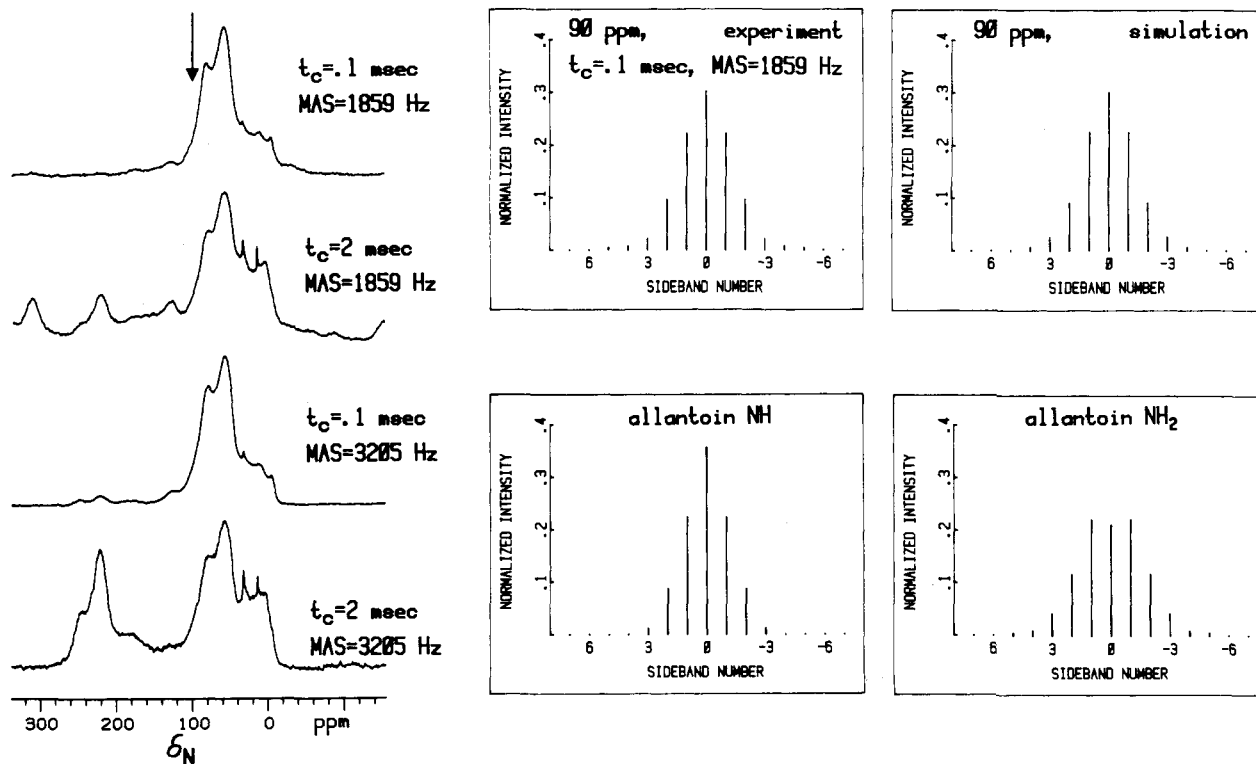 t_c=.1 msec
MAS=1859 Hz
t_c=2 msec
MAS=1859 Hz
t_c=.1 msec
MAS=3205 Hz
t_c=2 msec
MAS=3205 Hz
300 200 100 0 ppm
δN
90 ppm, experiment
t_c=.1 msec, MAS=1859 Hz
NORMALIZED INTENSITY
.4
.3
.2
.1
6 3 0 -3 -6
SIDEBAND NUMBER
90 ppm, simulation
NORMALIZED INTENSITY
.4
.3
.2
.1
6 3 0 -3 -6
SIDEBAND NUMBER
allantoin NH
NORMALIZED INTENSITY
.4
.3
.2
.1
6 3 0 -3 -6
SIDEBAND NUMBER
allantoin NH₂
NORMALIZED INTENSITY
.4
.3
.2
.1
6 3 0 -3 -6
SIDEBAND NUMBER